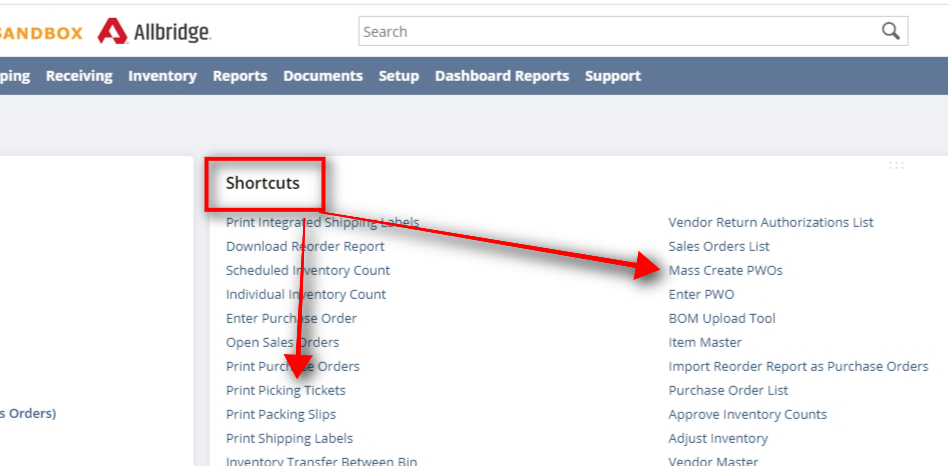 SANDBOX Allbridge.
Search
ping Receiving Inventory Reports Documents Setup Dashboard Reports Support
Shortcuts
Print Integrated Shipping Labels
Download Reorder Report
Scheduled Inventory Count
Individual Inventory Count
Enter Purchase Order
Open Sales Orders
Print Purchase Orders
Print Picking Tickets
Print Packing Slips
Print Shipping Labels
Inventory Transfer Between Bin
Vendor Return Authorizations List
Sales Orders List
Mass Create PWOs
Enter PWO
BOM Upload Tool
Item Master
Import Reorder Report as Purchase Orders
Purchase Order List
Approve Inventory Counts
Adjust Inventory
Vendor Master
s Orders)